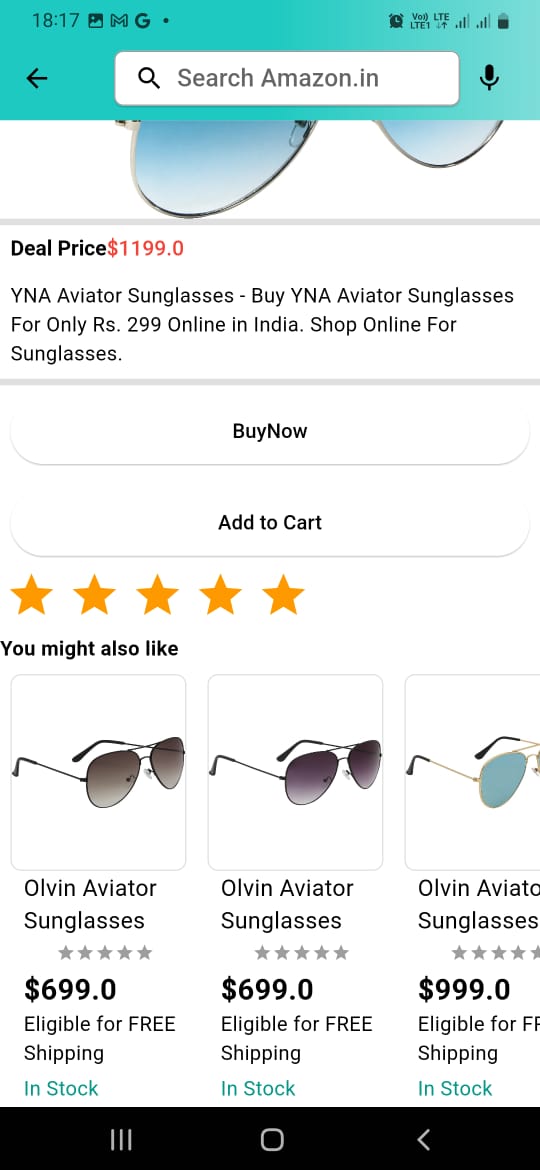 18:17
Vo) LTE
LTE1
Search Amazon.in
Deal Price$1199.0
YNA Aviator Sunglasses - Buy YNA Aviator Sunglasses
For Only Rs. 299 Online in India. Shop Online For
Sunglasses.
BuyNow
Add to Cart
You might also like
Olvin Aviator Olvin Aviator Olvin Aviato
Sunglasses Sunglasses Sunglasses
$699.0 $699.0 $999.0
Eligible for FREE Eligible for FREE Eligible for FR
Shipping Shipping Shipping
In Stock In Stock In Stock